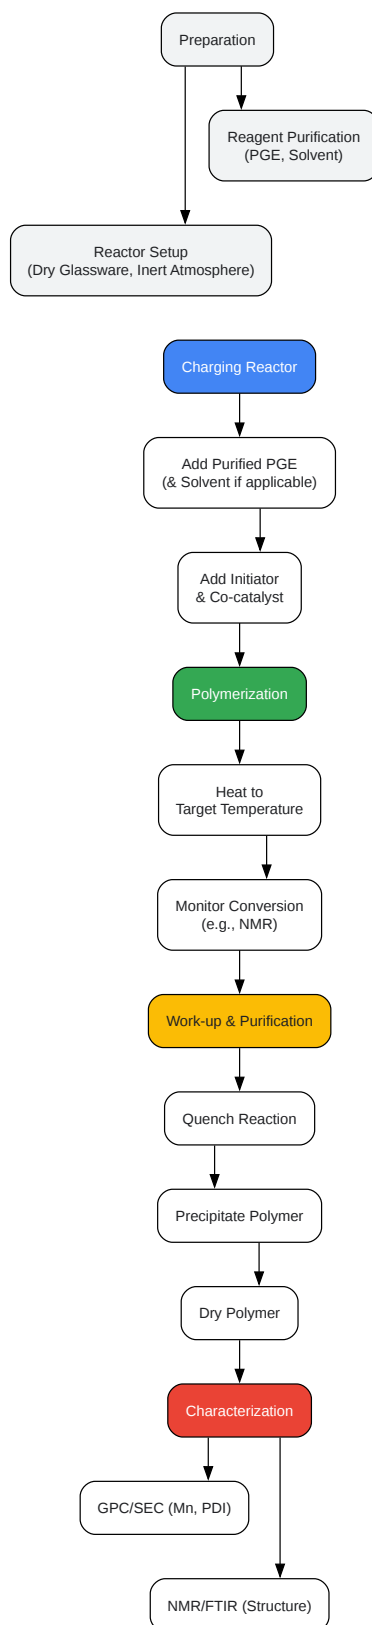 Preparation
Reagent Purification
(PGE, Solvent)
Reactor Setup
(Dry Glassware, Inert Atmosphere)
Charging Reactor
Add Purified PGE
(& Solvent if applicable)
Add Initiator
& Co-catalyst
Polymerization
Heat to
Target Temperature
Monitor Conversion
(e.g., NMR)
Work-up & Purification
Quench Reaction
Precipitate Polymer
Dry Polymer
Characterization
GPC/SEC (Mn, PDI)
NMR/FTIR (Structure)